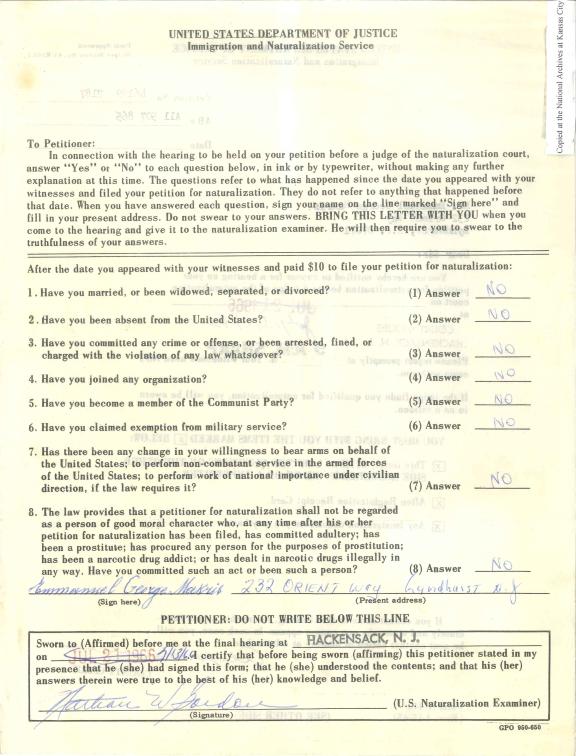 Copied at the National Archives at Kansas City
UNITED STATES DEPARTMENT OF JUSTICE
Immigration and Naturalization Service
To Petitioner:
In connection with the hearing to be held on your petition before a judge of the naturalization court,
answer "Yes" or "No" to each question below, in ink or by typewriter, without making any further
explanation at this time. The questions refer to what has happened since the date you appeared with your
witnesses and filed your petition for naturalization. They do not refer to anything that happened before
that date. When you have answered each question, sign your name on the line marked "Sign here" and
fill in your present address. Do not swear to your answers. BRING THIS LETTER WITH YOU when you
come to the hearing and give it to the naturalization examiner. He will then require you to swear to the
truthfulness of your answers.
After the date you appeared with your witnesses and paid $10 to file your petition for naturalization:
1. Have you married, or been widowed, separated, or divorced? (1) Answer NO
2. Have you been absent from the United States? (2) Answer NO
3. Have you committed any crime or offense, or been arrested, fined, or
charged with the violation of any law whatsoever? (3) Answer NO
4. Have you joined any organization? (4) Answer NO
5. Have you become a member of the Communist Party? (5) Answer NO
6. Have you claimed exemption from military service? (6) Answer NO
7. Has there been any change in your willingness to bear arms on behalf of
the United States; to perform non-combatant service in the armed forces
of the United States; to perform work of national importance under civilian
direction, if the law requires it? (7) Answer NO
8. The law provides that a petitioner for naturalization shall not be regarded
as a person of good moral character who, at any time after his or her
petition for naturalization has been filed, has committed adultery; has
been a prostitute; has procured any person for the purposes of prostitution;
has been a narcotic drug addict; or has dealt in narcotic drugs illegally in
any way. Have you committed such an act or been such a person? (8) Answer NO
Emmanuel George Makris 232 ORIENT Way Lyndhurst N.J
(Sign here) (Present address)
PETITIONER: DO NOT WRITE BELOW THIS LINE
Sworn to (Affirmed) before me at the final hearing at HACKENSACK, N. J.
on JUL 21 1966 I certify that before being sworn (affirming) this petitioner stated in my
presence that he (she) had signed this form; that he (she) understood the contents; and that his (her)
answers therein were true to the best of his (her) knowledge and belief.
Nathan W Gordon (U.S. Naturalization Examiner)
(Signature)
GPO 950-650